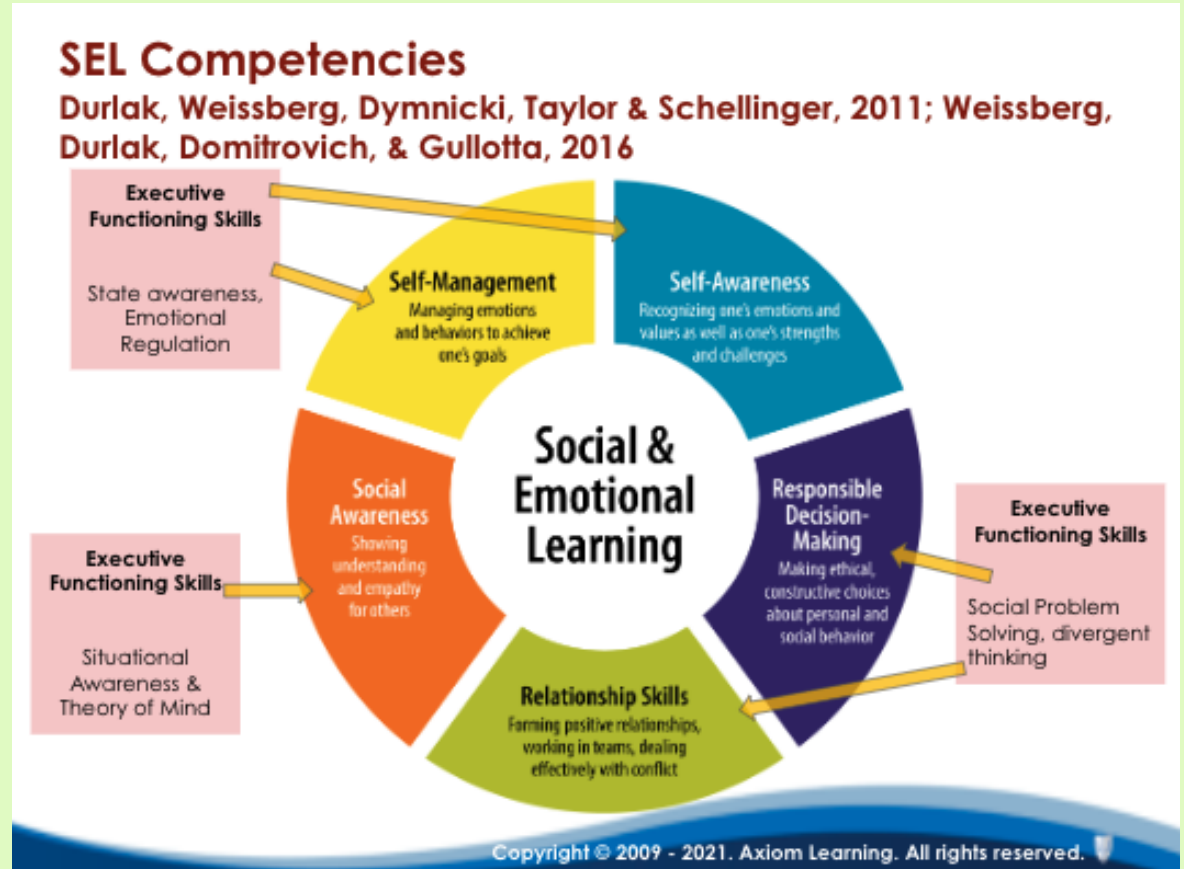 SEL Competencies
Durlak, Weissberg, Dymnicki, Taylor & Schellinger, 2011; Weissberg,
Durlak, Domitrovich, & Gullotta, 2016
Executive
Functioning Skills
State awareness,
Emotional
Regulation
Self-Management
Managing emotions
and behaviors to achieve
one's goals
Self-Awareness
Recognizing one's emotions and
values as well as one's strengths
and challenges
Social &
Emotional
Learning
Social
Awareness
Showing
understanding
and empathy
for others
Responsible
Decision-
Making
Making ethical,
constructive choices
about personal and
social behavior
Executive
Functioning Skills
Social Problem
Solving, divergent
thinking
Executive
Functioning Skills
Situational
Awareness &
Theory of Mind
Relationship Skills
Forming positive relationships,
working in teams, dealing
effectively with conflict
Copyright © 2009 - 2021. Axiom Learning. All rights reserved.